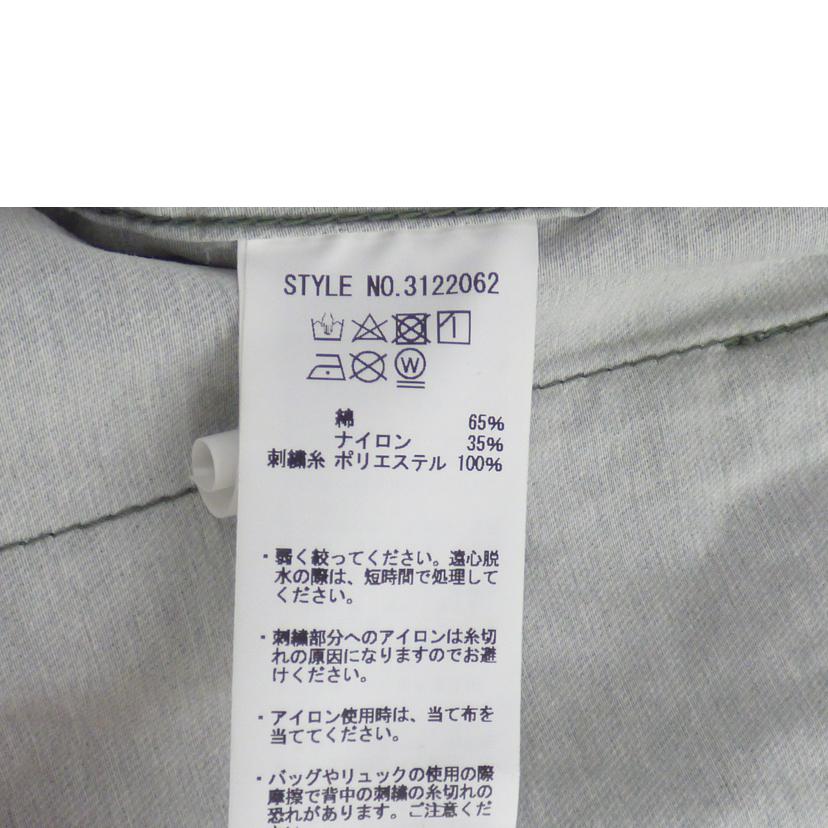 STYLE NO.3122062
W
綿 65%
ナイロン 35%
刺繍糸 ポリエステル 100%
・弱く絞ってください。遠心脱
水の際は、短時間で処理して
ください。
・刺繍部分へのアイロンは糸切
れの原因になりますのでお避
けください。
・アイロン使用時は、当て布を
当ててください。
・バッグやリュックの使用の際
摩擦で背中の刺繍の糸切れの
恐れがあります。ご注意くだ